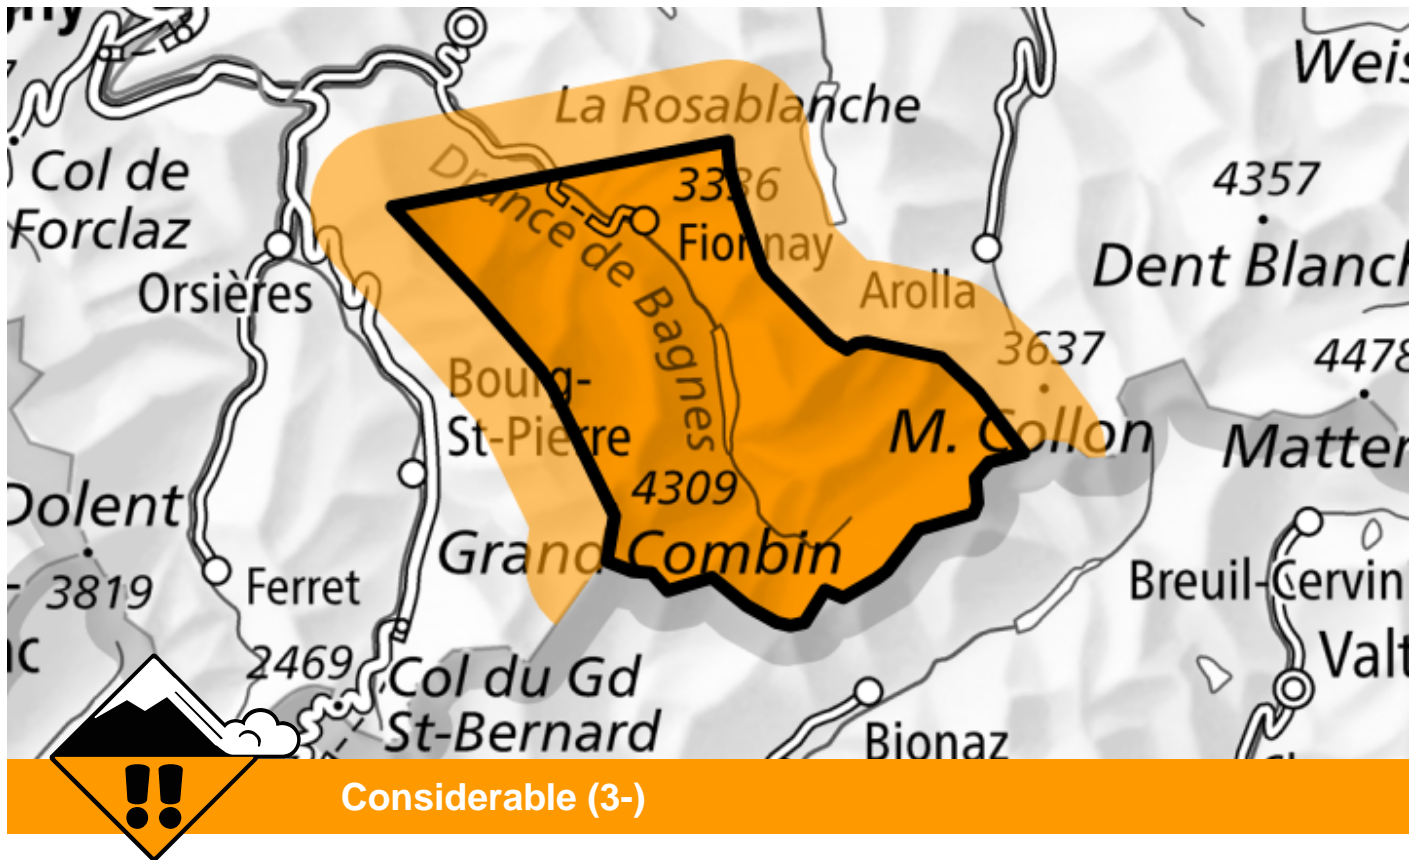 La Rosablanche
Col de
Forclaz
Drance de Bagnes
3336
Fionnay
4357
Dent Blanch
Orsières
Arolla
3637
4478
Bourg-
St-Pierre
M. Collon
Matter
Dolent
4309
Grand Combin
3819
Ferret
Breuil-Cervin
2469
Col du Gd
St-Bernard
Valt
Bionaz
Weis
Considerable (3-)